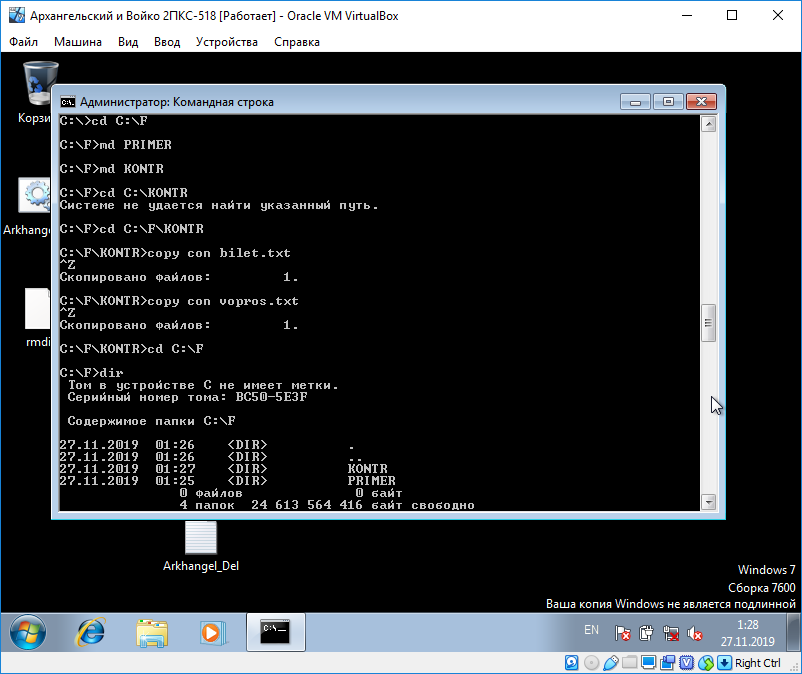 Архангельский и Войко 2ПКС-518 [Работает] - Oracle VM VirtualBox
Файл Машина Вид Ввод Устройства Справка
Администратор: Командная строка
C:\>cd C:\F
C:\F>md PRIMER
C:\F>md KONTR
C:\F>cd C:\KONTR
Системе не удается найти указанный путь.
C:\F>cd C:\F\KONTR
C:\F\KONTR>copy con bilet.txt
^Z
Скопировано файлов: 1.
C:\F\KONTR>copy con vopros.txt
^Z
Скопировано файлов: 1.
C:\F\KONTR>cd C:\F
C:\F>dir
Том в устройстве C не имеет метки.
Серийный номер тома: BC50-5E3F
Содержимое папки C:\F
27.11.2019 01:26 <DIR> .
27.11.2019 01:26 <DIR> ..
27.11.2019 01:27 <DIR> KONTR
27.11.2019 01:25 <DIR> PRIMER
0 файлов 0 байт
4 папок 24 613 564 416 байт свободно
Корзи
Arkhange
rmdi
Arkhangel_Del
Windows 7
Сборка 7600
Ваша копия Windows не является подлинной
C:\_
EN
1:28
27.11.2019
Right Ctrl